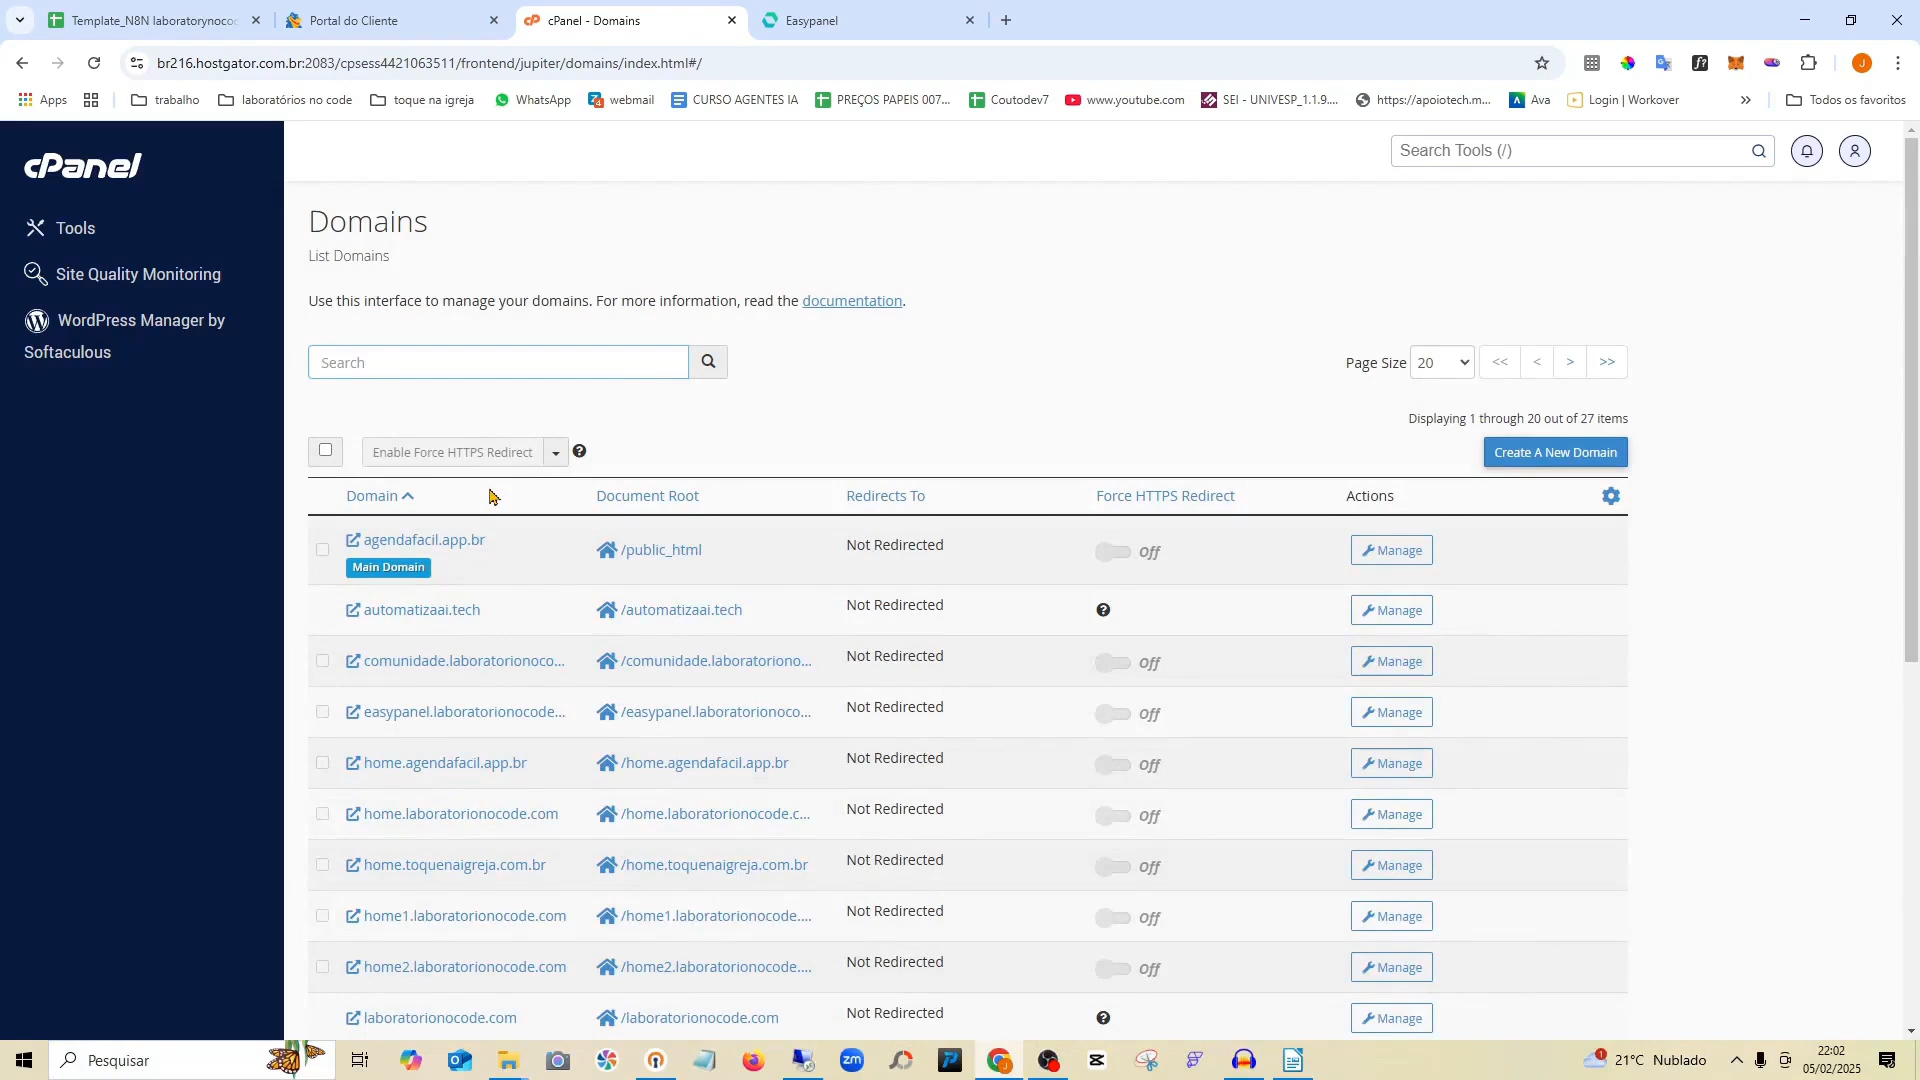 Template_N8N laboratorynoco
Portal do Cliente
cPanel - Domains
Easypanel
br216.hostgator.com.br:2083/cpsess4421063511/frontend/jupiter/domains/index.html#/
Apps
trabalho
laboratórios no code
toque na igreja
WhatsApp
webmail
CURSO AGENTES IA
PREÇOS PAPEIS 007...
Coutodev7
www.youtube.com
SEI - UNIVESP_1.1.9....
https://apoiotech.m...
Ava
Login | Workover
Todos os favoritos
cPanel
Search Tools (/)
Tools
Site Quality Monitoring
WordPress Manager by
Softaculous
Domains
List Domains
Use this interface to manage your domains. For more information, read the documentation.
Search
Page Size 20 << < > >>
Displaying 1 through 20 out of 27 items
Enable Force HTTPS Redirect
Create A New Domain
Domain Document Root Redirects To Force HTTPS Redirect Actions
agendafacil.app.br /public_html Not Redirected Off Manage
Main Domain
automatizaai.tech /automatizaai.tech Not Redirected Manage
comunidade.laboratorionoco... /comunidade.laboratoriono... Not Redirected Off Manage
easypanel.laboratorionocode... /easypanel.laboratorionoco... Not Redirected Off Manage
home.agendafacil.app.br /home.agendafacil.app.br Not Redirected Off Manage
home.laboratorionocode.com /home.laboratorionocode.c... Not Redirected Off Manage
home.toquenaigreja.com.br /home.toquenaigreja.com.br Not Redirected Off Manage
home1.laboratorionocode.com /home1.laboratorionocode.... Not Redirected Off Manage
home2.laboratorionocode.com /home2.laboratorionocode.... Not Redirected Off Manage
laboratorionocode.com /laboratorionocode.com Not Redirected Manage
Pesquisar
21°C Nublado
22:02
05/02/2025